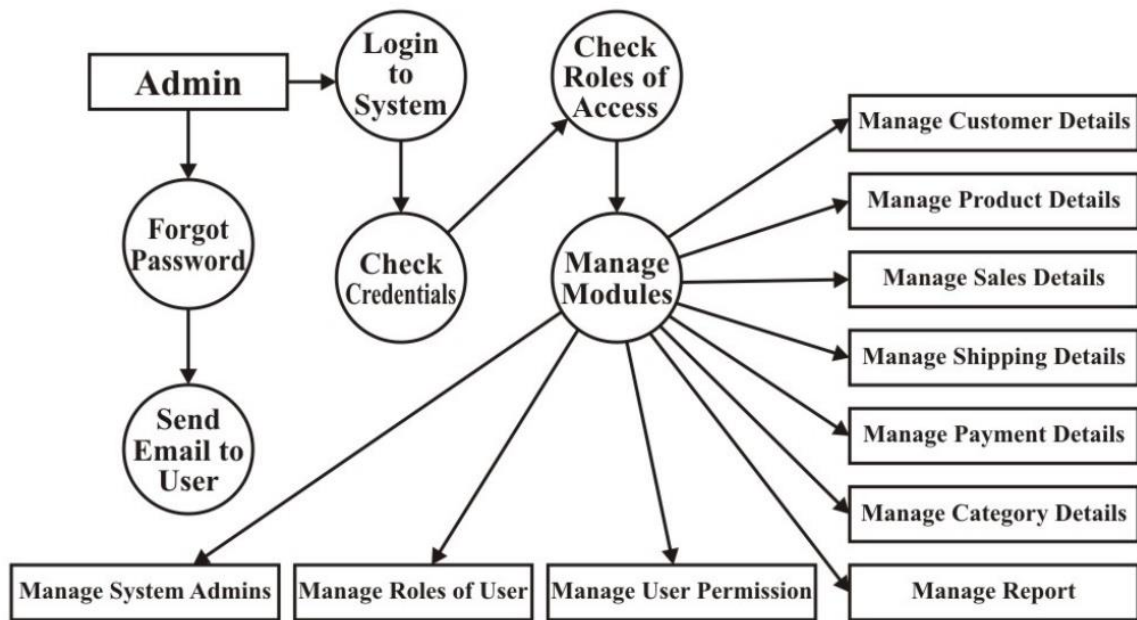 Admin
Login
to
System
Check
Roles of
Access
Forgot
Password
Check
Credentials
Manage
Modules
Send
Email to
User
Manage Customer Details
Manage Product Details
Manage Sales Details
Manage Shipping Details
Manage Payment Details
Manage Category Details
Manage System Admins
Manage Roles of User
Manage User Permission
Manage Report